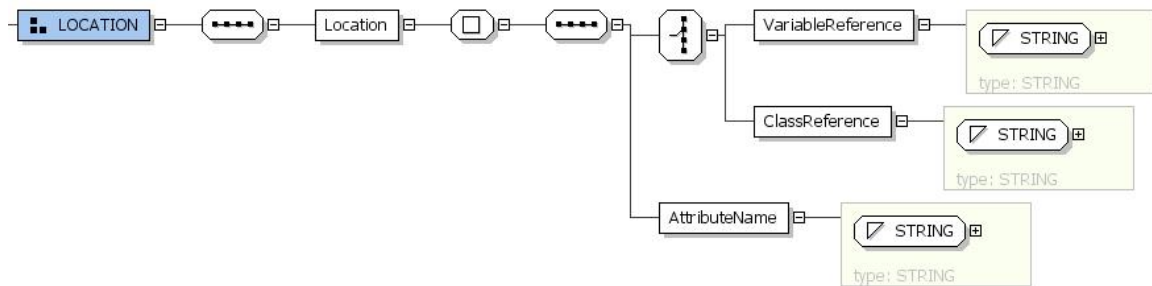 LOCATION
Location
VariableReference
STRING
type: STRING
ClassReference
STRING
type: STRING
AttributeName
STRING
type: STRING